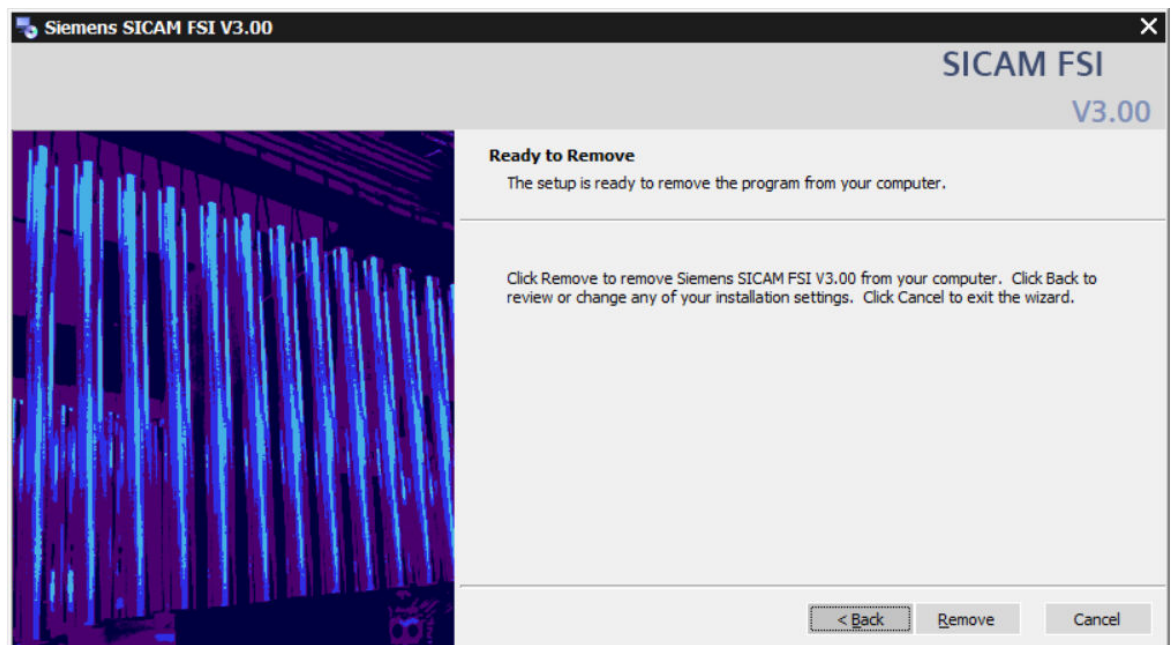 Siemens SICAM FSI V3.00
SICAM FSI
V3.00
Ready to Remove
The setup is ready to remove the program from your computer.
Click Remove to remove Siemens SICAM FSI V3.00 from your computer. Click Back to
review or change any of your installation settings. Click Cancel to exit the wizard.
< Back Remove Cancel